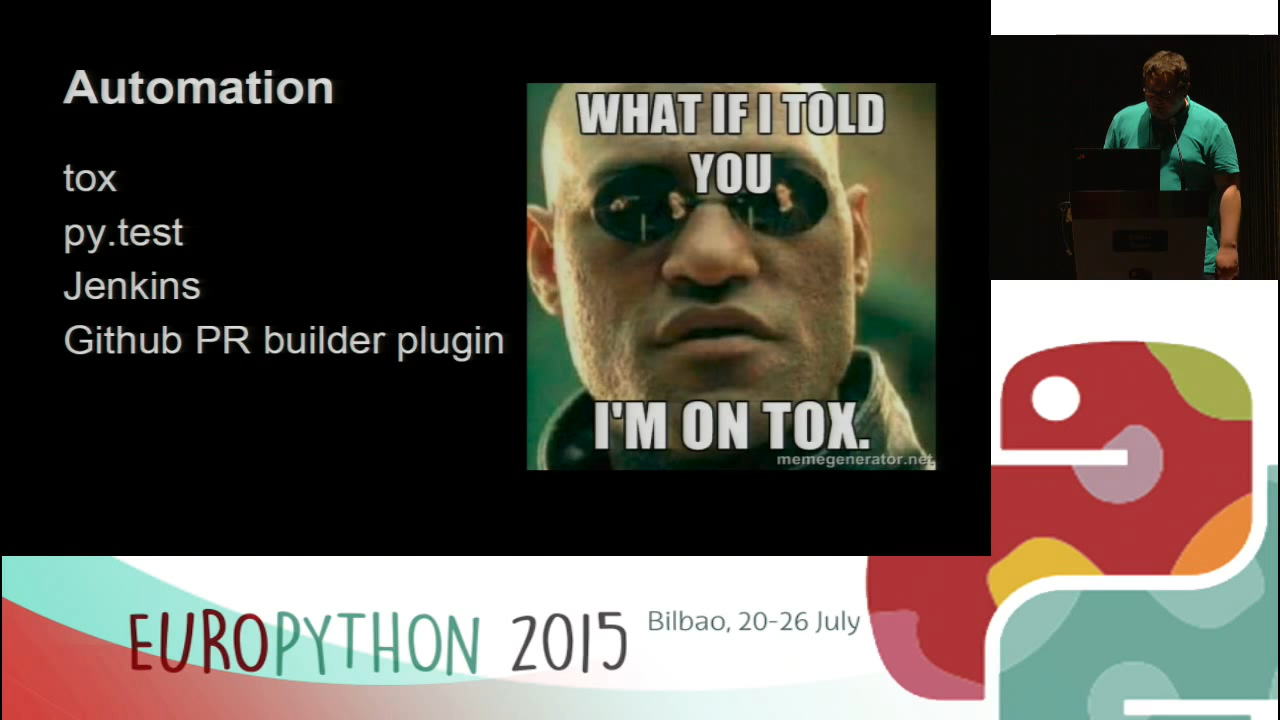 Automation
tox
py.test
Jenkins
Github PR builder plugin
WHAT IF I TOLD
YOU
I'M ON TOX.
memegenerator.net
EUROPYTHON 2015
Bilbao, 20-26 July